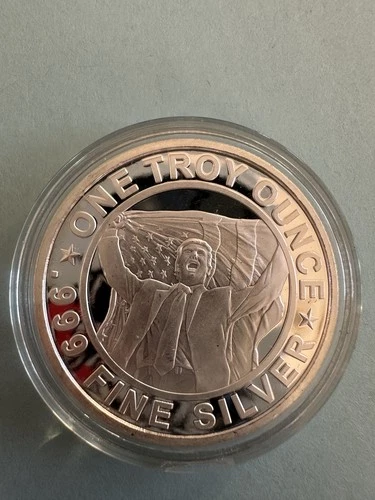 ONE TROY OUNCE
.999 FINE SILVER